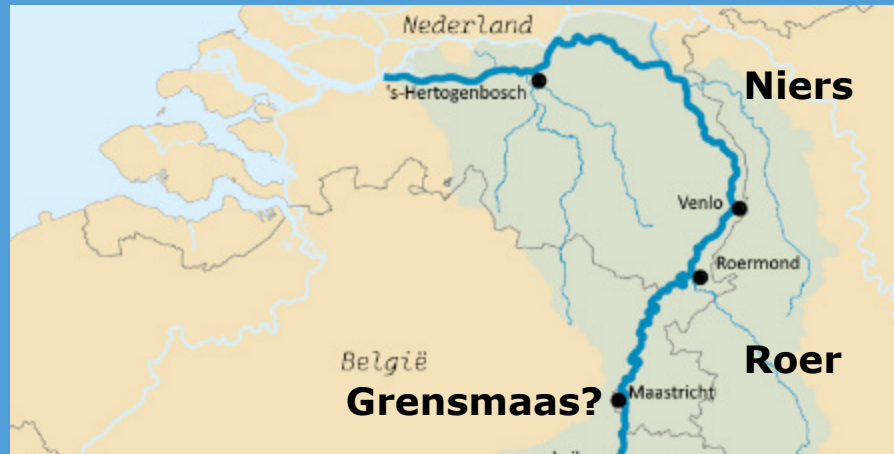 Nederland
Niers
's-Hertogenbosch
Venlo
Roermond
België
Roer
Grensmaas?
Maastricht